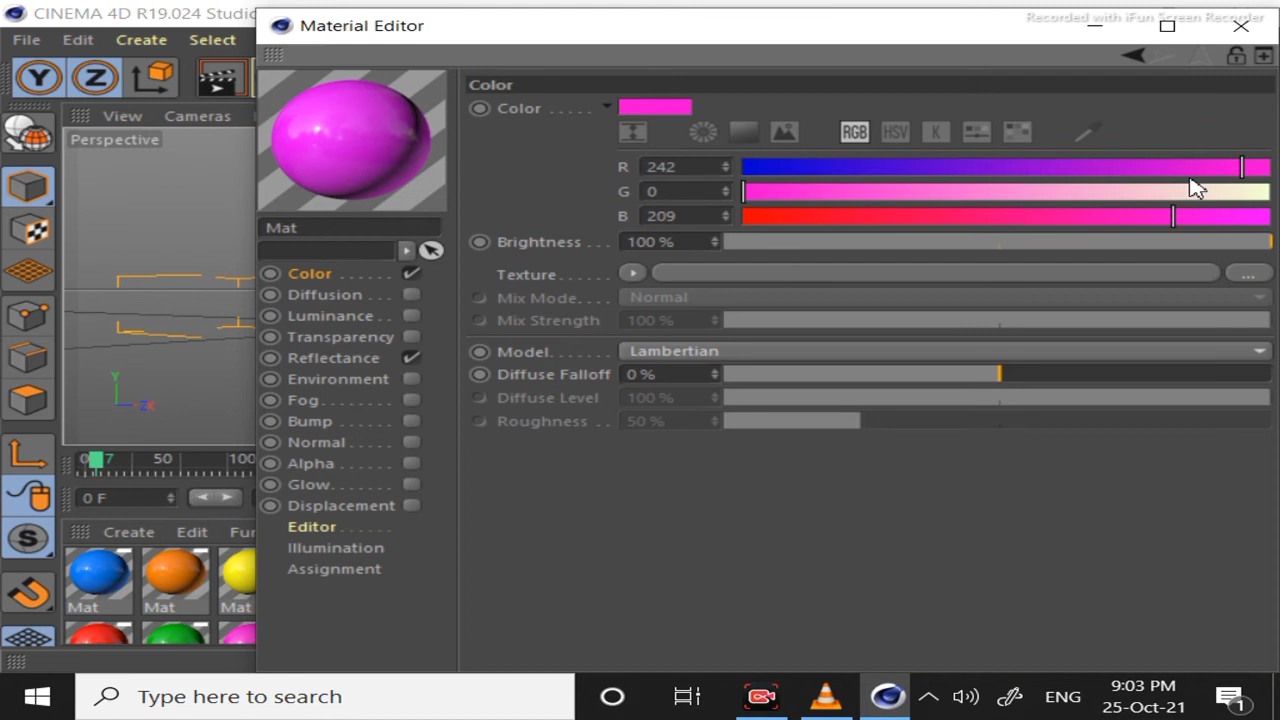 CINEMA 4D R19.024 Studio
Recorded with iFun Screen Recorder
Material Editor
File Edit Create Select
Y Z
View Cameras
Perspective
Y
Color
Color . . . . .
RGB HSV K
R 242
G 0
B 209
Mat
Brightness . . . 100 %
Texture . . . . . ...
Mix Mode. . . . Normal
Mix Strength 100 %
Model. . . . . . . Lambertian
Diffuse Falloff 0 %
Diffuse Level . 100 %
Roughness . . 50 %
Color . . . . . .
Diffusion . . .
Luminance . .
Transparency
Reflectance
Environment
Fog. . . . . . . .
Bump . . . . . .
Normal . . . . .
Alpha . . . . . .
Glow. . . . . . .
Displacement
Editor . . . . . . .
Illumination
Assignment
0 7 50 100
0 F
Create Edit
Mat Mat Mat
S
Type here to search
ENG
9:03 PM
25-Oct-21
1